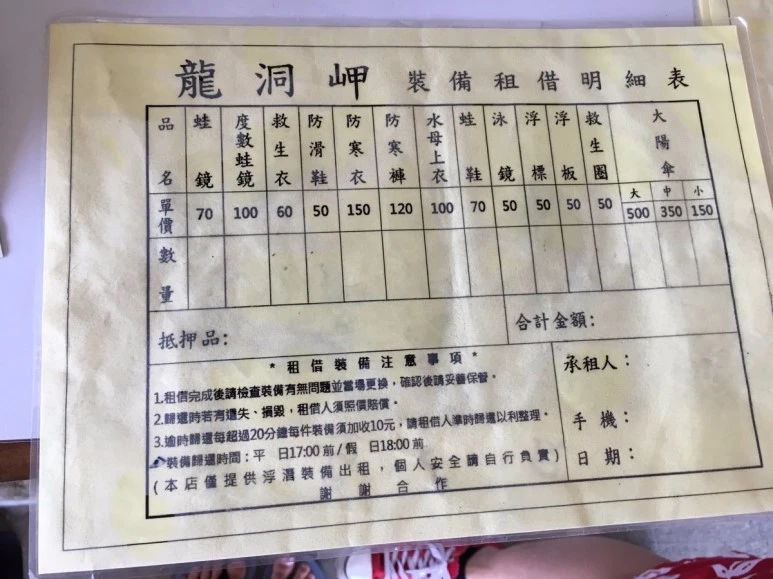 龍洞岬 裝備租借明細表
品名 蛙鏡 度數蛙鏡 救生衣 防滑鞋 防寒衣 防寒褲 水母上衣 蛙鞋 泳鏡 浮標 浮板 救生圈 大陽傘
大 中 小
單價 70 100 60 50 150 120 100 70 50 50 50 50 500 350 150
數量
抵押品: 合計金額:
*租借裝備注意事項*
1.租借完成後請檢查裝備有無問題並當場更換，確認後請妥善保管。
2.歸還時若有遺失、損毀，租借人須照價賠償。
3.逾時歸還每超過20分鐘每件裝備須加收10元，請租借人準時歸還以利整理。
裝備歸還時間：平 日17:00前/假 日18:00前
(本店僅提供浮潛裝備出租，個人安全請自行負責)
謝謝合作
承租人：
手機：
日期：